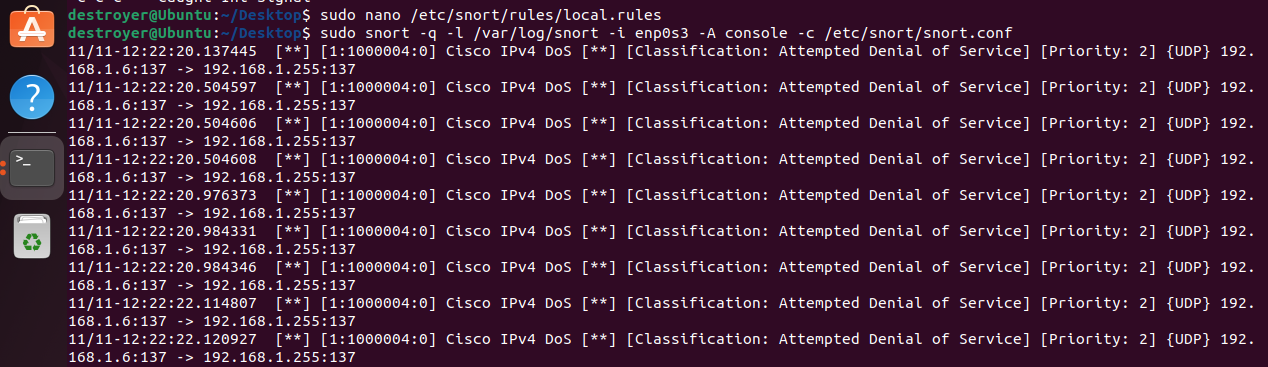 destroyer@Ubuntu:~/Desktop$ sudo nano /etc/snort/rules/local.rules
destroyer@Ubuntu:~/Desktop$ sudo snort -q -l /var/log/snort -i enp0s3 -A console -c /etc/snort/snort.conf
11/11-12:22:20.137445  [**] [1:1000004:0] Cisco IPv4 DoS [**] [Classification: Attempted Denial of Service] [Priority: 2] {UDP} 192.
168.1.6:137 -> 192.168.1.255:137
11/11-12:22:20.504597  [**] [1:1000004:0] Cisco IPv4 DoS [**] [Classification: Attempted Denial of Service] [Priority: 2] {UDP} 192.
168.1.6:137 -> 192.168.1.255:137
11/11-12:22:20.504606  [**] [1:1000004:0] Cisco IPv4 DoS [**] [Classification: Attempted Denial of Service] [Priority: 2] {UDP} 192.
168.1.6:137 -> 192.168.1.255:137
11/11-12:22:20.504608  [**] [1:1000004:0] Cisco IPv4 DoS [**] [Classification: Attempted Denial of Service] [Priority: 2] {UDP} 192.
168.1.6:137 -> 192.168.1.255:137
11/11-12:22:20.976373  [**] [1:1000004:0] Cisco IPv4 DoS [**] [Classification: Attempted Denial of Service] [Priority: 2] {UDP} 192.
168.1.6:137 -> 192.168.1.255:137
11/11-12:22:20.984331  [**] [1:1000004:0] Cisco IPv4 DoS [**] [Classification: Attempted Denial of Service] [Priority: 2] {UDP} 192.
168.1.6:137 -> 192.168.1.255:137
11/11-12:22:20.984346  [**] [1:1000004:0] Cisco IPv4 DoS [**] [Classification: Attempted Denial of Service] [Priority: 2] {UDP} 192.
168.1.6:137 -> 192.168.1.255:137
11/11-12:22:22.114807  [**] [1:1000004:0] Cisco IPv4 DoS [**] [Classification: Attempted Denial of Service] [Priority: 2] {UDP} 192.
168.1.6:137 -> 192.168.1.255:137
11/11-12:22:22.120927  [**] [1:1000004:0] Cisco IPv4 DoS [**] [Classification: Attempted Denial of Service] [Priority: 2] {UDP} 192.
168.1.6:137 -> 192.168.1.255:137